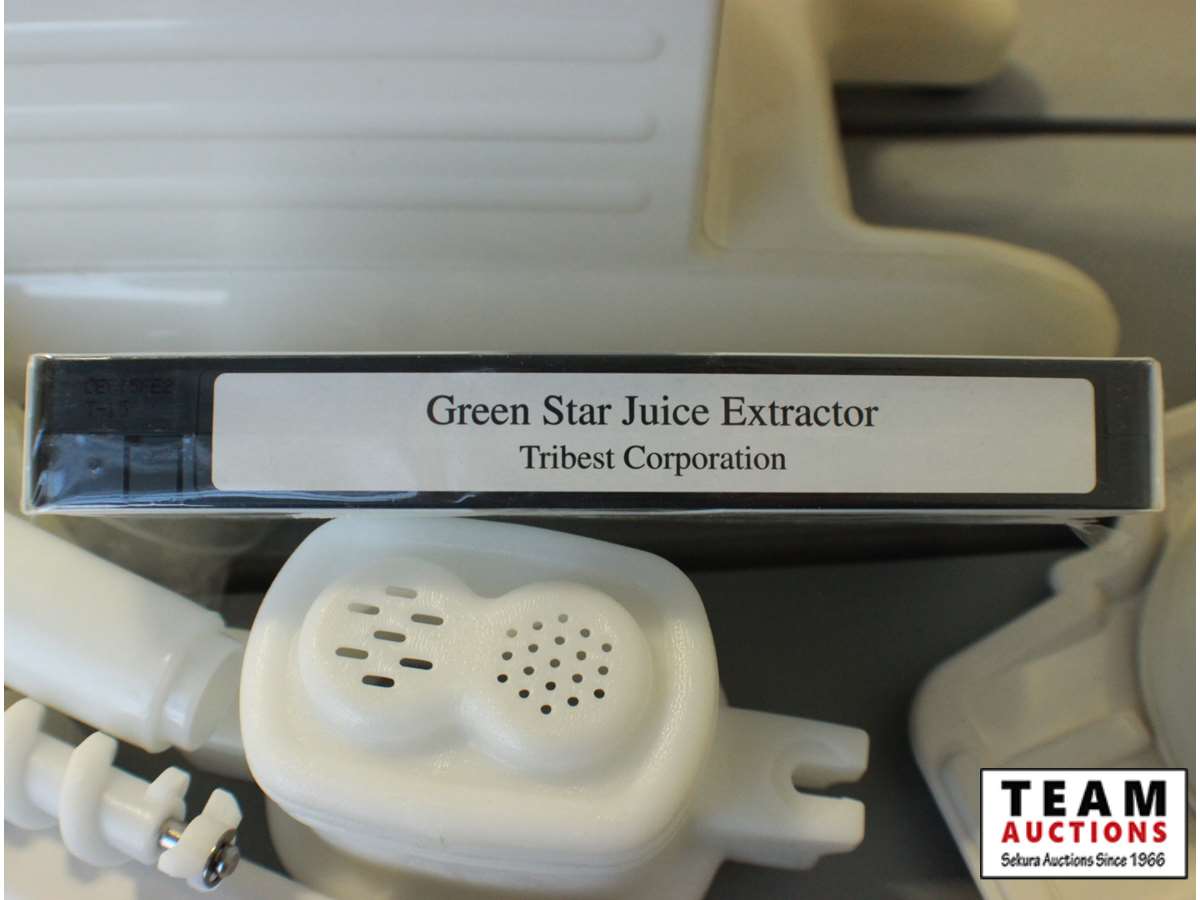 Green Star Juice Extractor
Tribest Corporation
TEAM
AUCTIONS
Sekura Auctions Since 1966